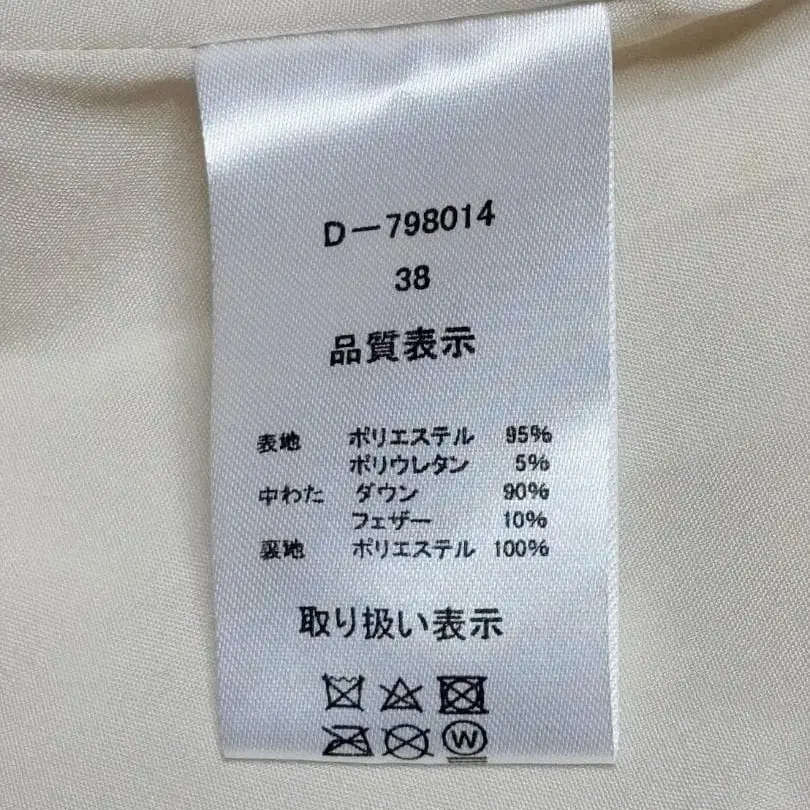 D－798014
38
品質表示
表地 ポリエステル 95%
ポリウレタン 5%
中わた ダウン 90%
フェザー 10%
裏地 ポリエステル 100%
取り扱い表示
W